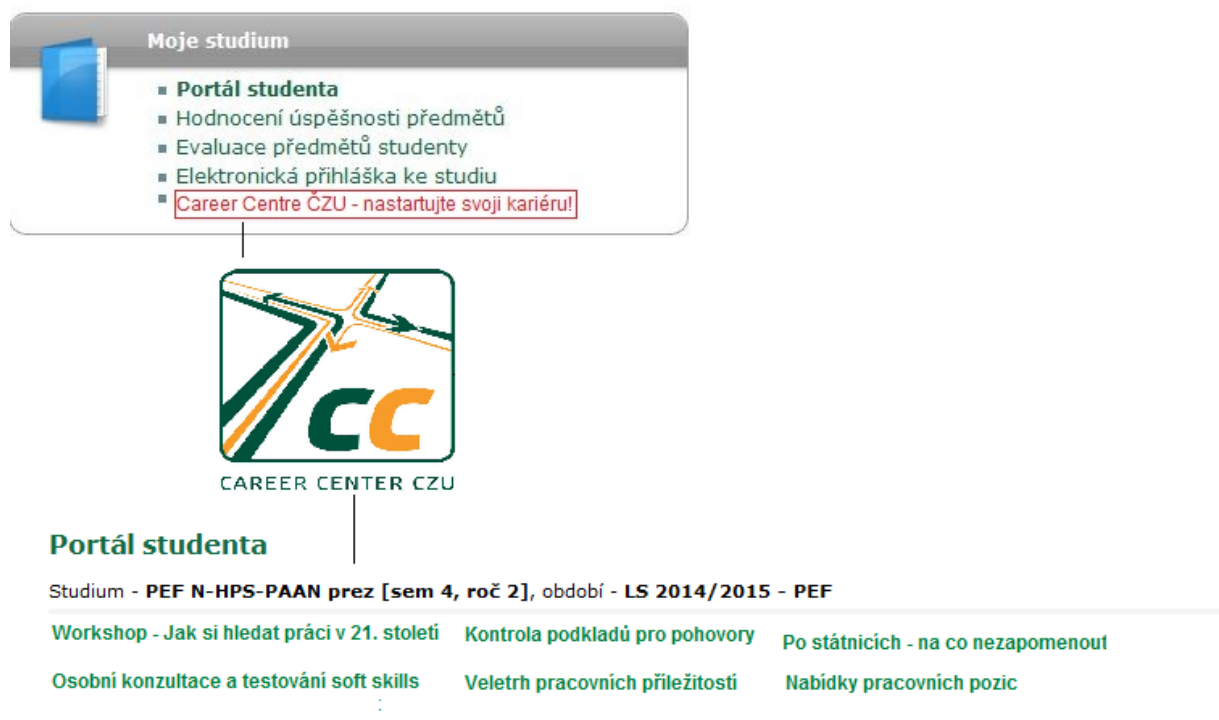 Moje studium
Portál studenta
Hodnocení úspěšnosti předmětů
Evaluace předmětů studenty
Elektronická přihláška ke studiu
Career Centre ČZU - nastartujte svoji kariéru!
CC
CAREER CENTER CZU
Portál studenta
Studium - PEF N-HPS-PAAN prez [sem 4, roč 2], období - LS 2014/2015 - PEF
Workshop - Jak si hledat práci v 21. století Kontrola podkladů pro pohovory Po státnicích - na co nezapomenout
Osobní konzultace a testování soft skills Veletrh pracovních příležitostí Nabídky pracovních pozic